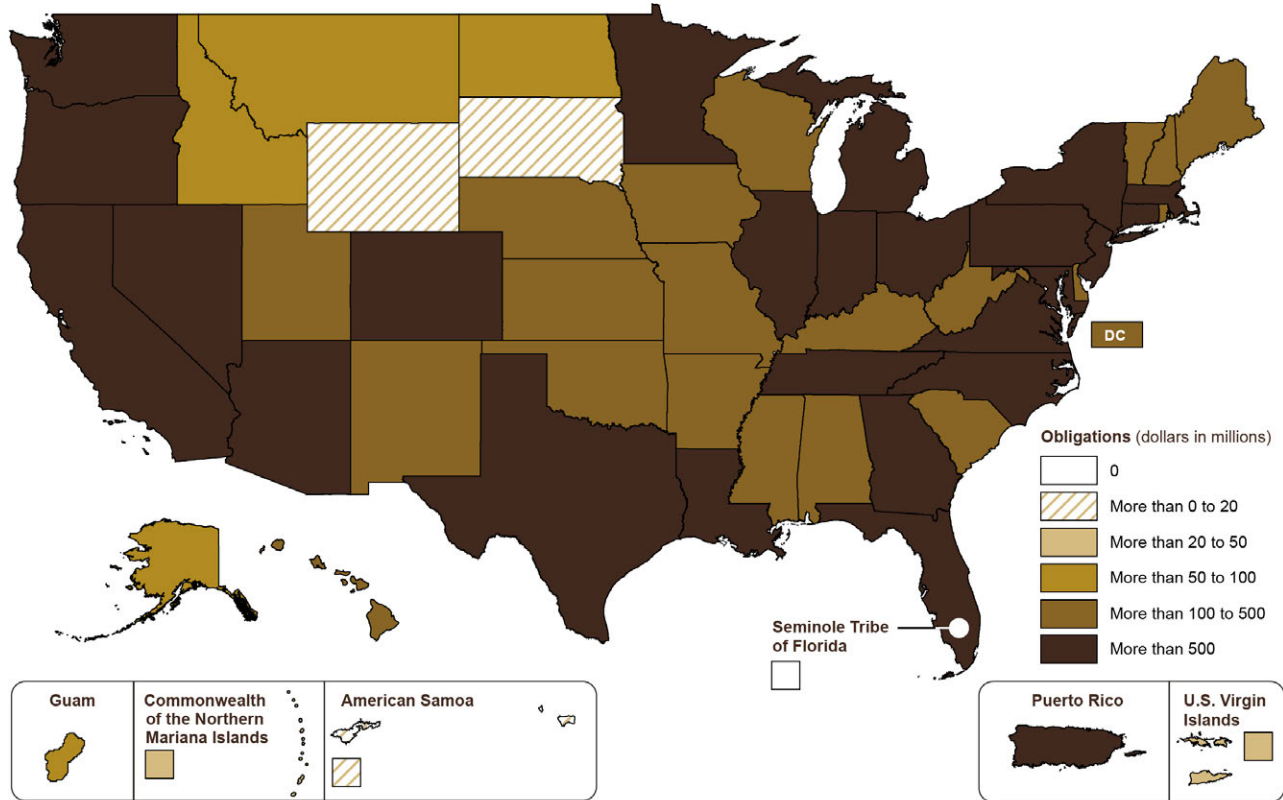 DC
Obligations (dollars in millions)
0
More than 0 to 20
More than 20 to 50
More than 50 to 100
More than 100 to 500
More than 500
Seminole Tribe
of Florida
Guam
Commonwealth
of the Northern
Mariana Islands
American Samoa
Puerto Rico
U.S. Virgin
Islands